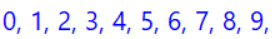 0, 1, 2, 3, 4, 5, 6, 7, 8, 9,